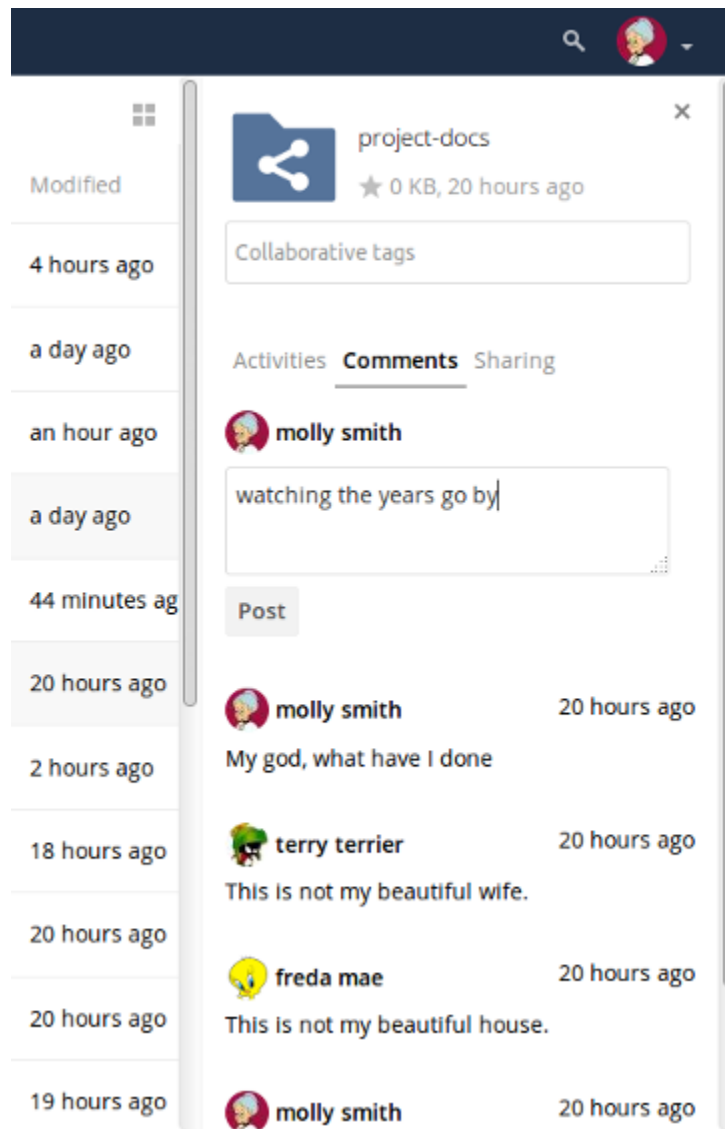 Modified
4 hours ago
a day ago
an hour ago
a day ago
44 minutes ag
20 hours ago
2 hours ago
18 hours ago
20 hours ago
20 hours ago
19 hours ago
project-docs
0 KB, 20 hours ago
Collaborative tags
Activities Comments Sharing
molly smith
watching the years go by
Post
molly smith 20 hours ago
My god, what have I done
terry terrier 20 hours ago
This is not my beautiful wife.
freda mae 20 hours ago
This is not my beautiful house.
molly smith 20 hours ago